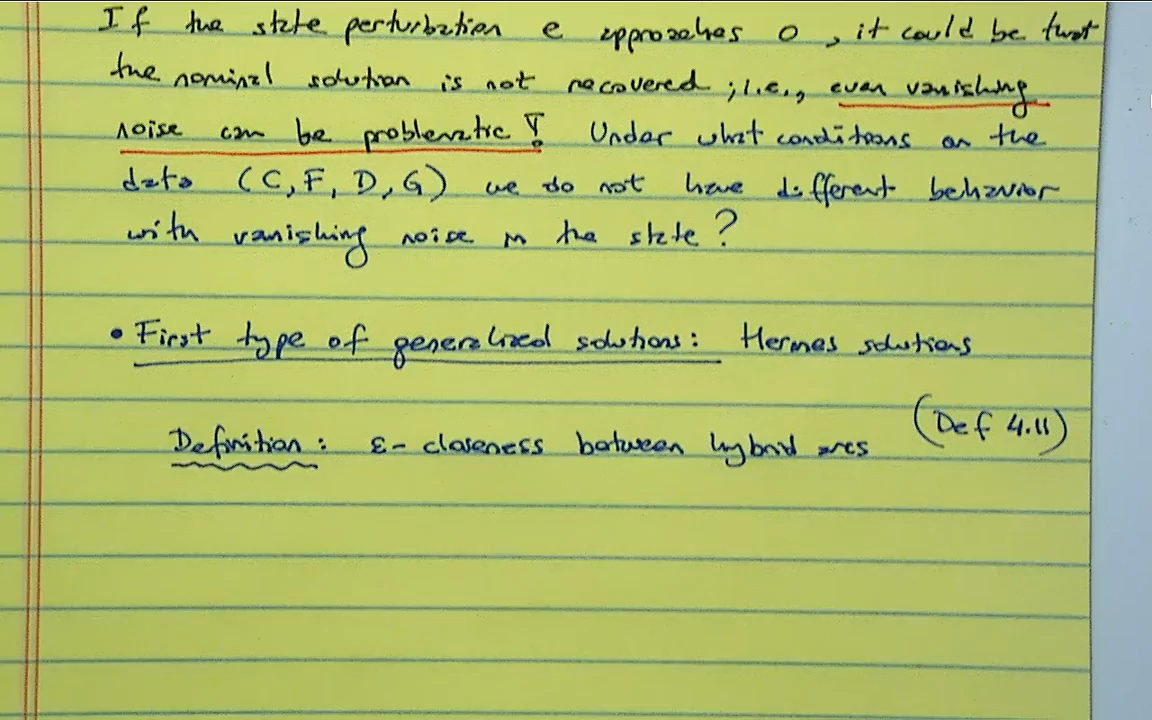 If the state perturbation e approaches 0, it could be that
the nominal solution is not recovered; i.e., even vanishing
noise can be problematic! Under what conditions on the
data (C, F, D, G) we do not have different behavior
with vanishing noise in the state?
• First type of generalized solutions: Hermes solutions
Definition: ε-closeness between hybrid arcs (Def 4.11)